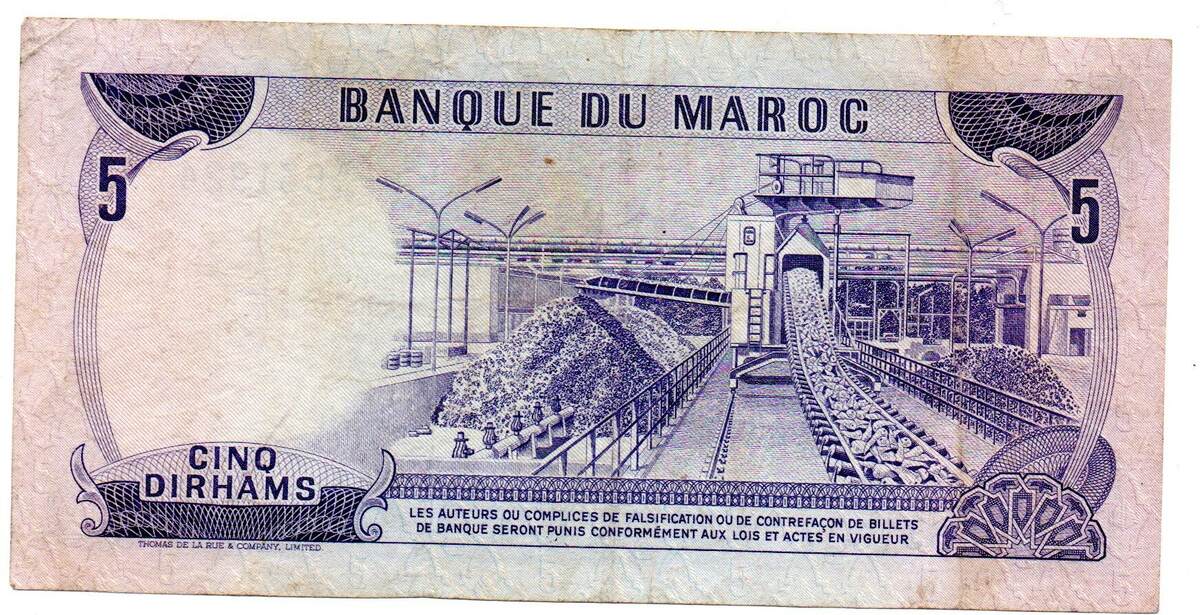 BANQUE DU MAROC
5
5
CINQ
DIRHAMS
LES AUTEURS OU COMPLICES DE FALSIFICATION OU DE CONTREFAÇON DE BILLETS
DE BANQUE SERONT PUNIS CONFORMÉMENT AUX LOIS ET ACTES EN VIGUEUR
THOMAS DE LA RUE & COMPANY, LIMITED.